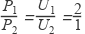 P₁/P₂ = U₁/U₂ = 2/1